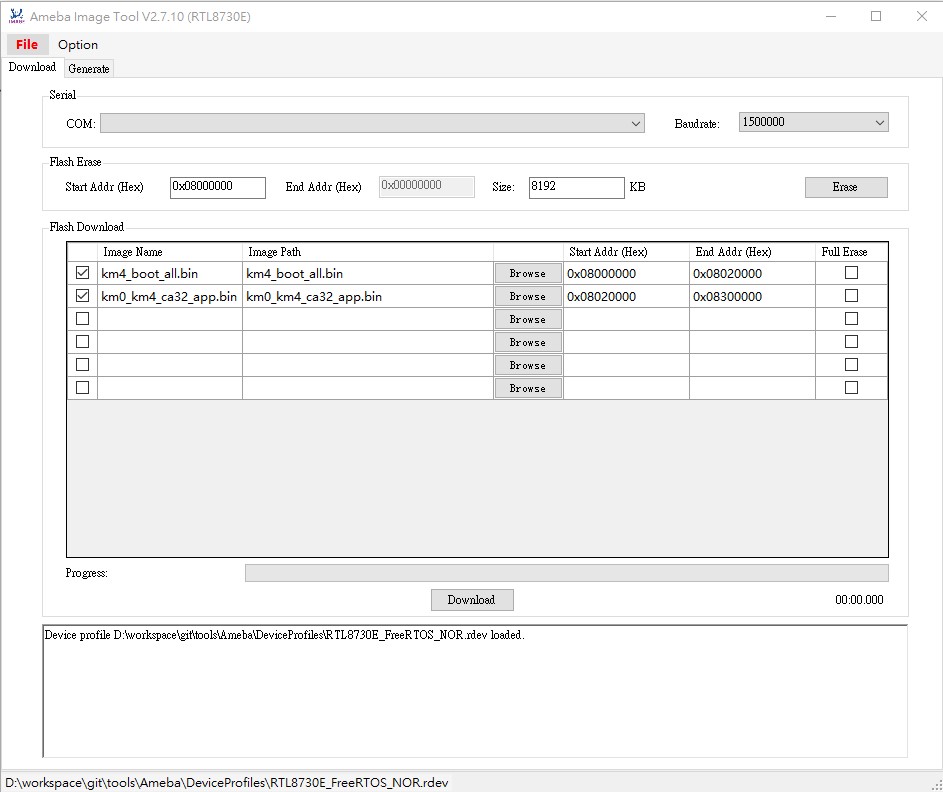 Ameba Image Tool V2.7.10 (RTL8730E)
File Option
Download Generate
Serial
COM: Baudrate: 1500000
Flash Erase
Start Addr (Hex) 0x08000000 End Addr (Hex) 0x00000000 Size: 8192 KB Erase
Flash Download
Image Name Image Path Start Addr (Hex) End Addr (Hex) Full Erase
km4_boot_all.bin km4_boot_all.bin Browse 0x08000000 0x08020000
km0_km4_ca32_app.bin km0_km4_ca32_app.bin Browse 0x08020000 0x08300000
Browse
Browse
Browse
Browse
Progress:
Download 00:00.000
Device profile D:\workspace\git\tools\Ameba\DeviceProfiles\RTL8730E_FreeRTOS_NOR.rdev loaded.
D:\workspace\git\tools\Ameba\DeviceProfiles\RTL8730E_FreeRTOS_NOR.rdev